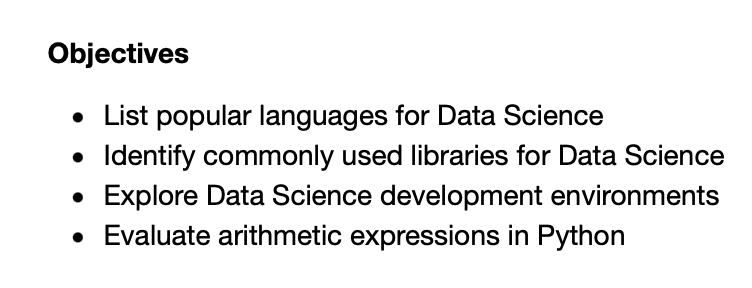 Objectives
• List popular languages for Data Science
• Identify commonly used libraries for Data Science
• Explore Data Science development environments
• Evaluate arithmetic expressions in Python